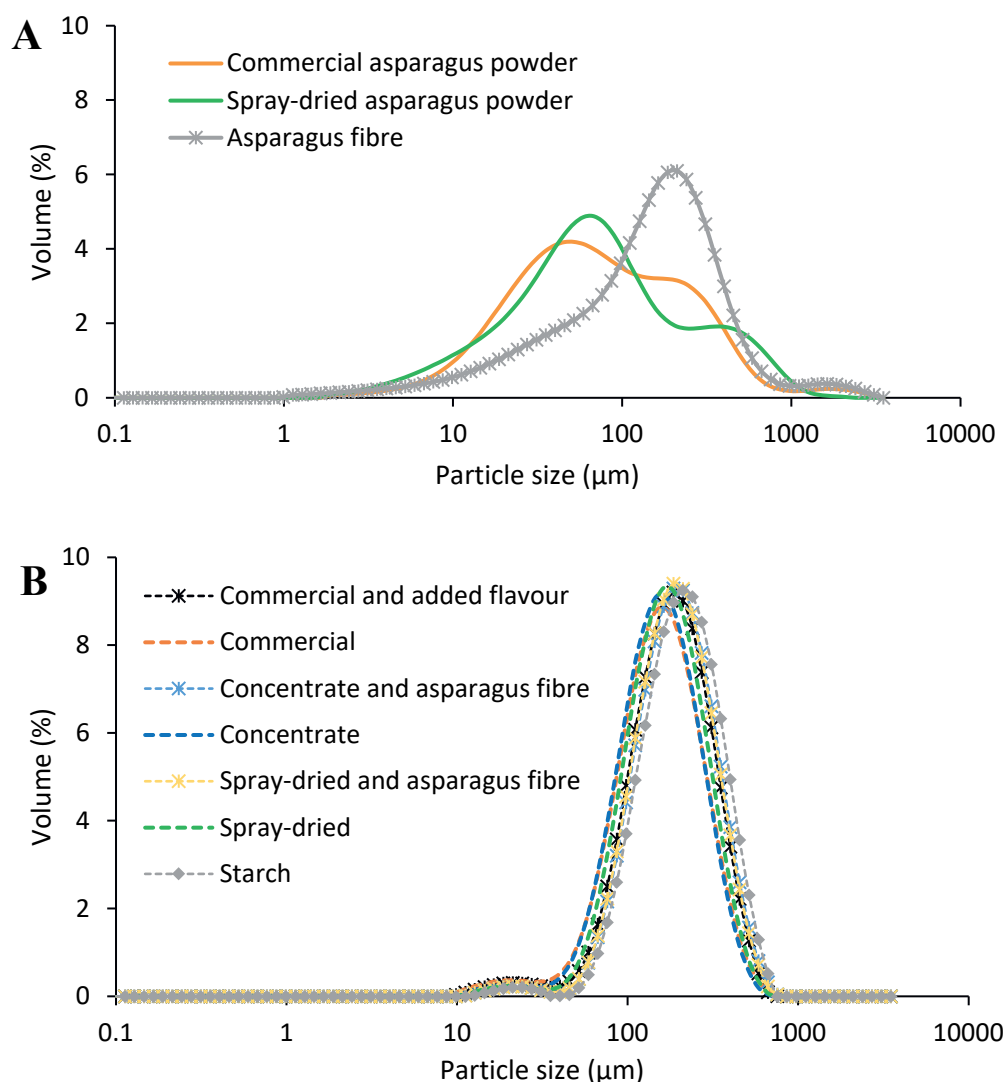 A
10
8
6
4
2
0
Volume (%)
Commercial asparagus powder
Spray-dried asparagus powder
Asparagus fibre
0.1 1 10 100 1000 10000
Particle size (µm)
B
10
8
6
4
2
0
Volume (%)
Commercial and added flavour
Commercial
Concentrate and asparagus fibre
Concentrate
Spray-dried and asparagus fibre
Spray-dried
Starch
0.1 1 10 100 1000 10000
Particle size (µm)